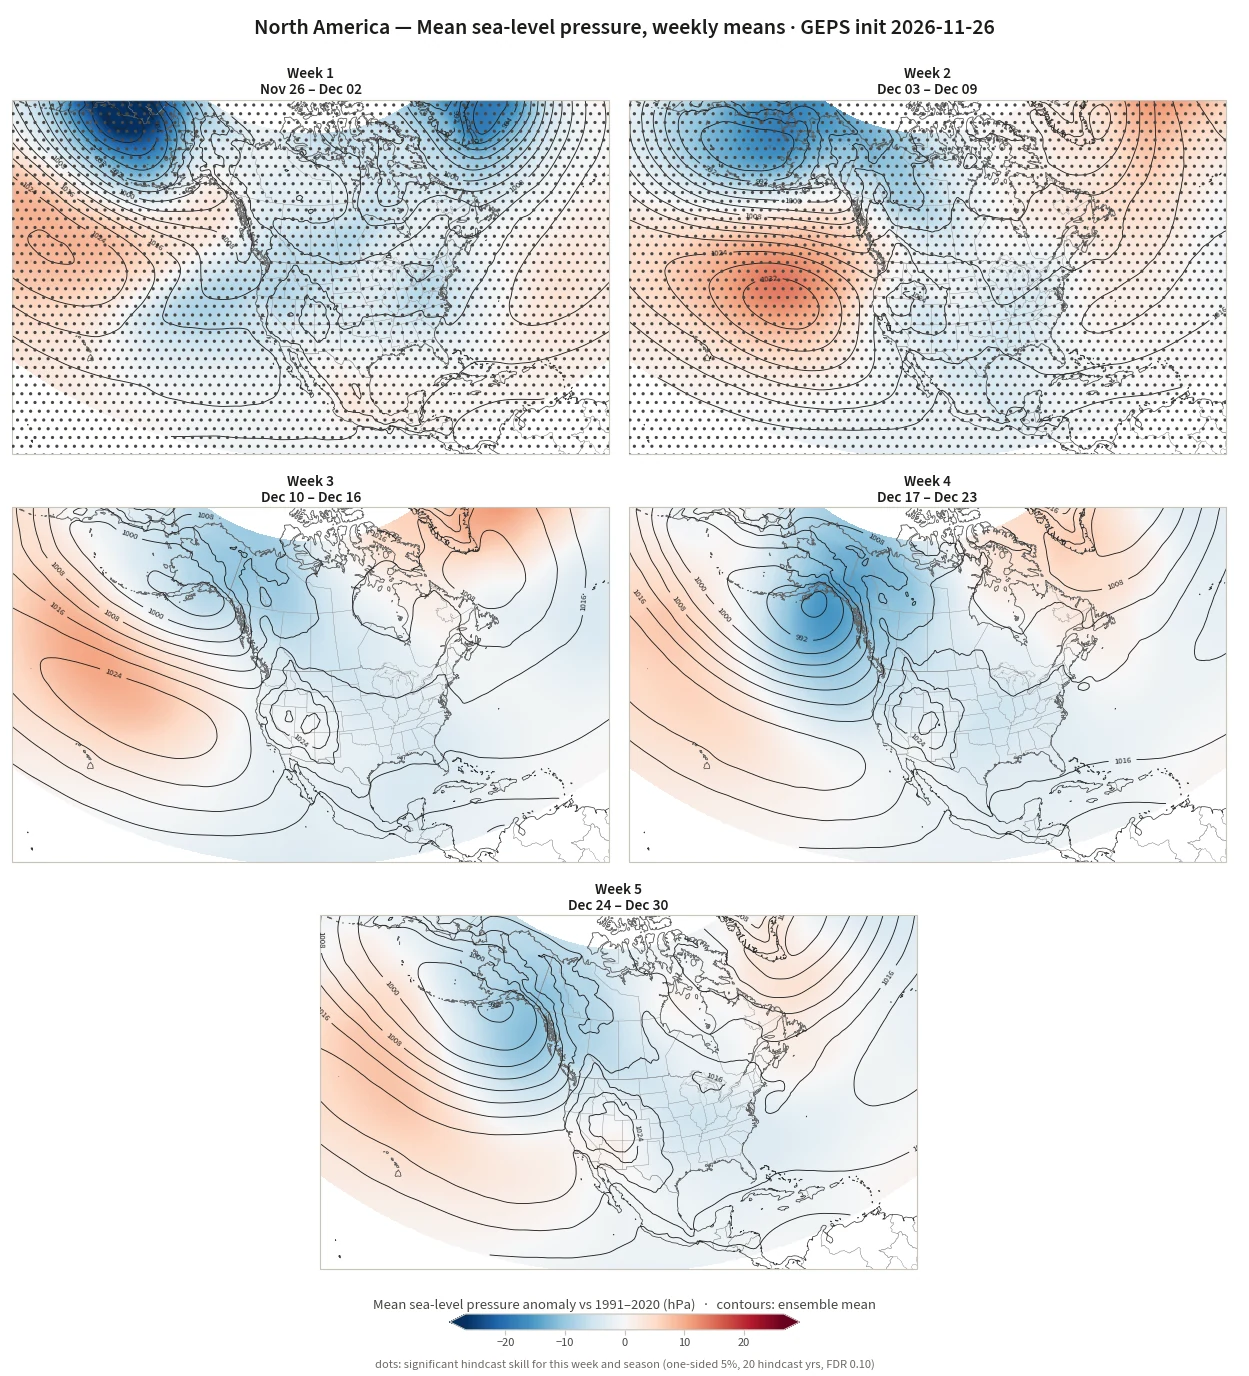 North America — Mean sea-level pressure, weekly means · GEPS init 2026-11-26
Week 1
Nov 26 – Dec 02
Week 2
Dec 03 – Dec 09
Week 3
Dec 10 – Dec 16
Week 4
Dec 17 – Dec 23
Week 5
Dec 24 – Dec 30
Mean sea-level pressure anomaly vs 1991–2020 (hPa) · contours: ensemble mean
−20 −10 0 10 20
dots: significant hindcast skill for this week and season (one-sided 5%, 20 hindcast yrs, FDR 0.10)